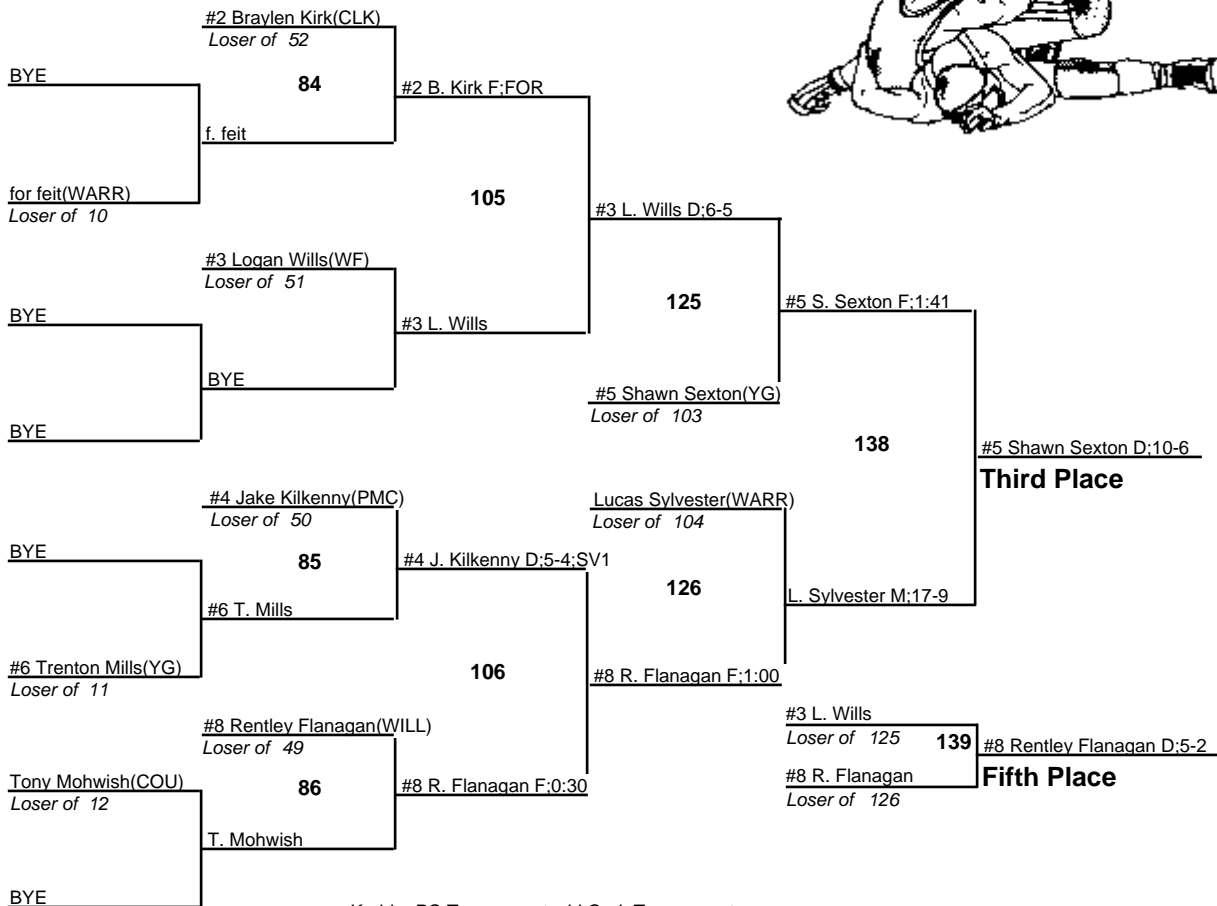 #2 Braylen Kirk(CLK)
Loser of 52
BYE
84
#2 B. Kirk F;FOR
f. feit
for feit(WARR)
Loser of 10
105
#3 L. Wills D;6-5
#3 Logan Wills(WF)
Loser of 51
125
#5 S. Sexton F;1:41
BYE
#3 L. Wills
BYE
#5 Shawn Sexton(YG)
Loser of 103
BYE
138
#5 Shawn Sexton D;10-6
Third Place
#4 Jake Kilkenny(PMC)
Loser of 50
Lucas Sylvester(WARR)
Loser of 104
BYE
85
#4 J. Kilkenny D;5-4;SV1
126
L. Sylvester M;17-9
#6 T. Mills
#6 Trenton Mills(YG)
Loser of 11
106
#8 R. Flanagan F;1:00
#8 Rentley Flanagan(WILL)
Loser of 49
#3 L. Wills
Loser of 125
139
#8 Rentley Flanagan D;5-2
Fifth Place
#8 R. Flanagan
Loser of 126
Tony Mohwish(COU)
Loser of 12
86
#8 R. Flanagan F;0:30
T. Mohwish
BYE